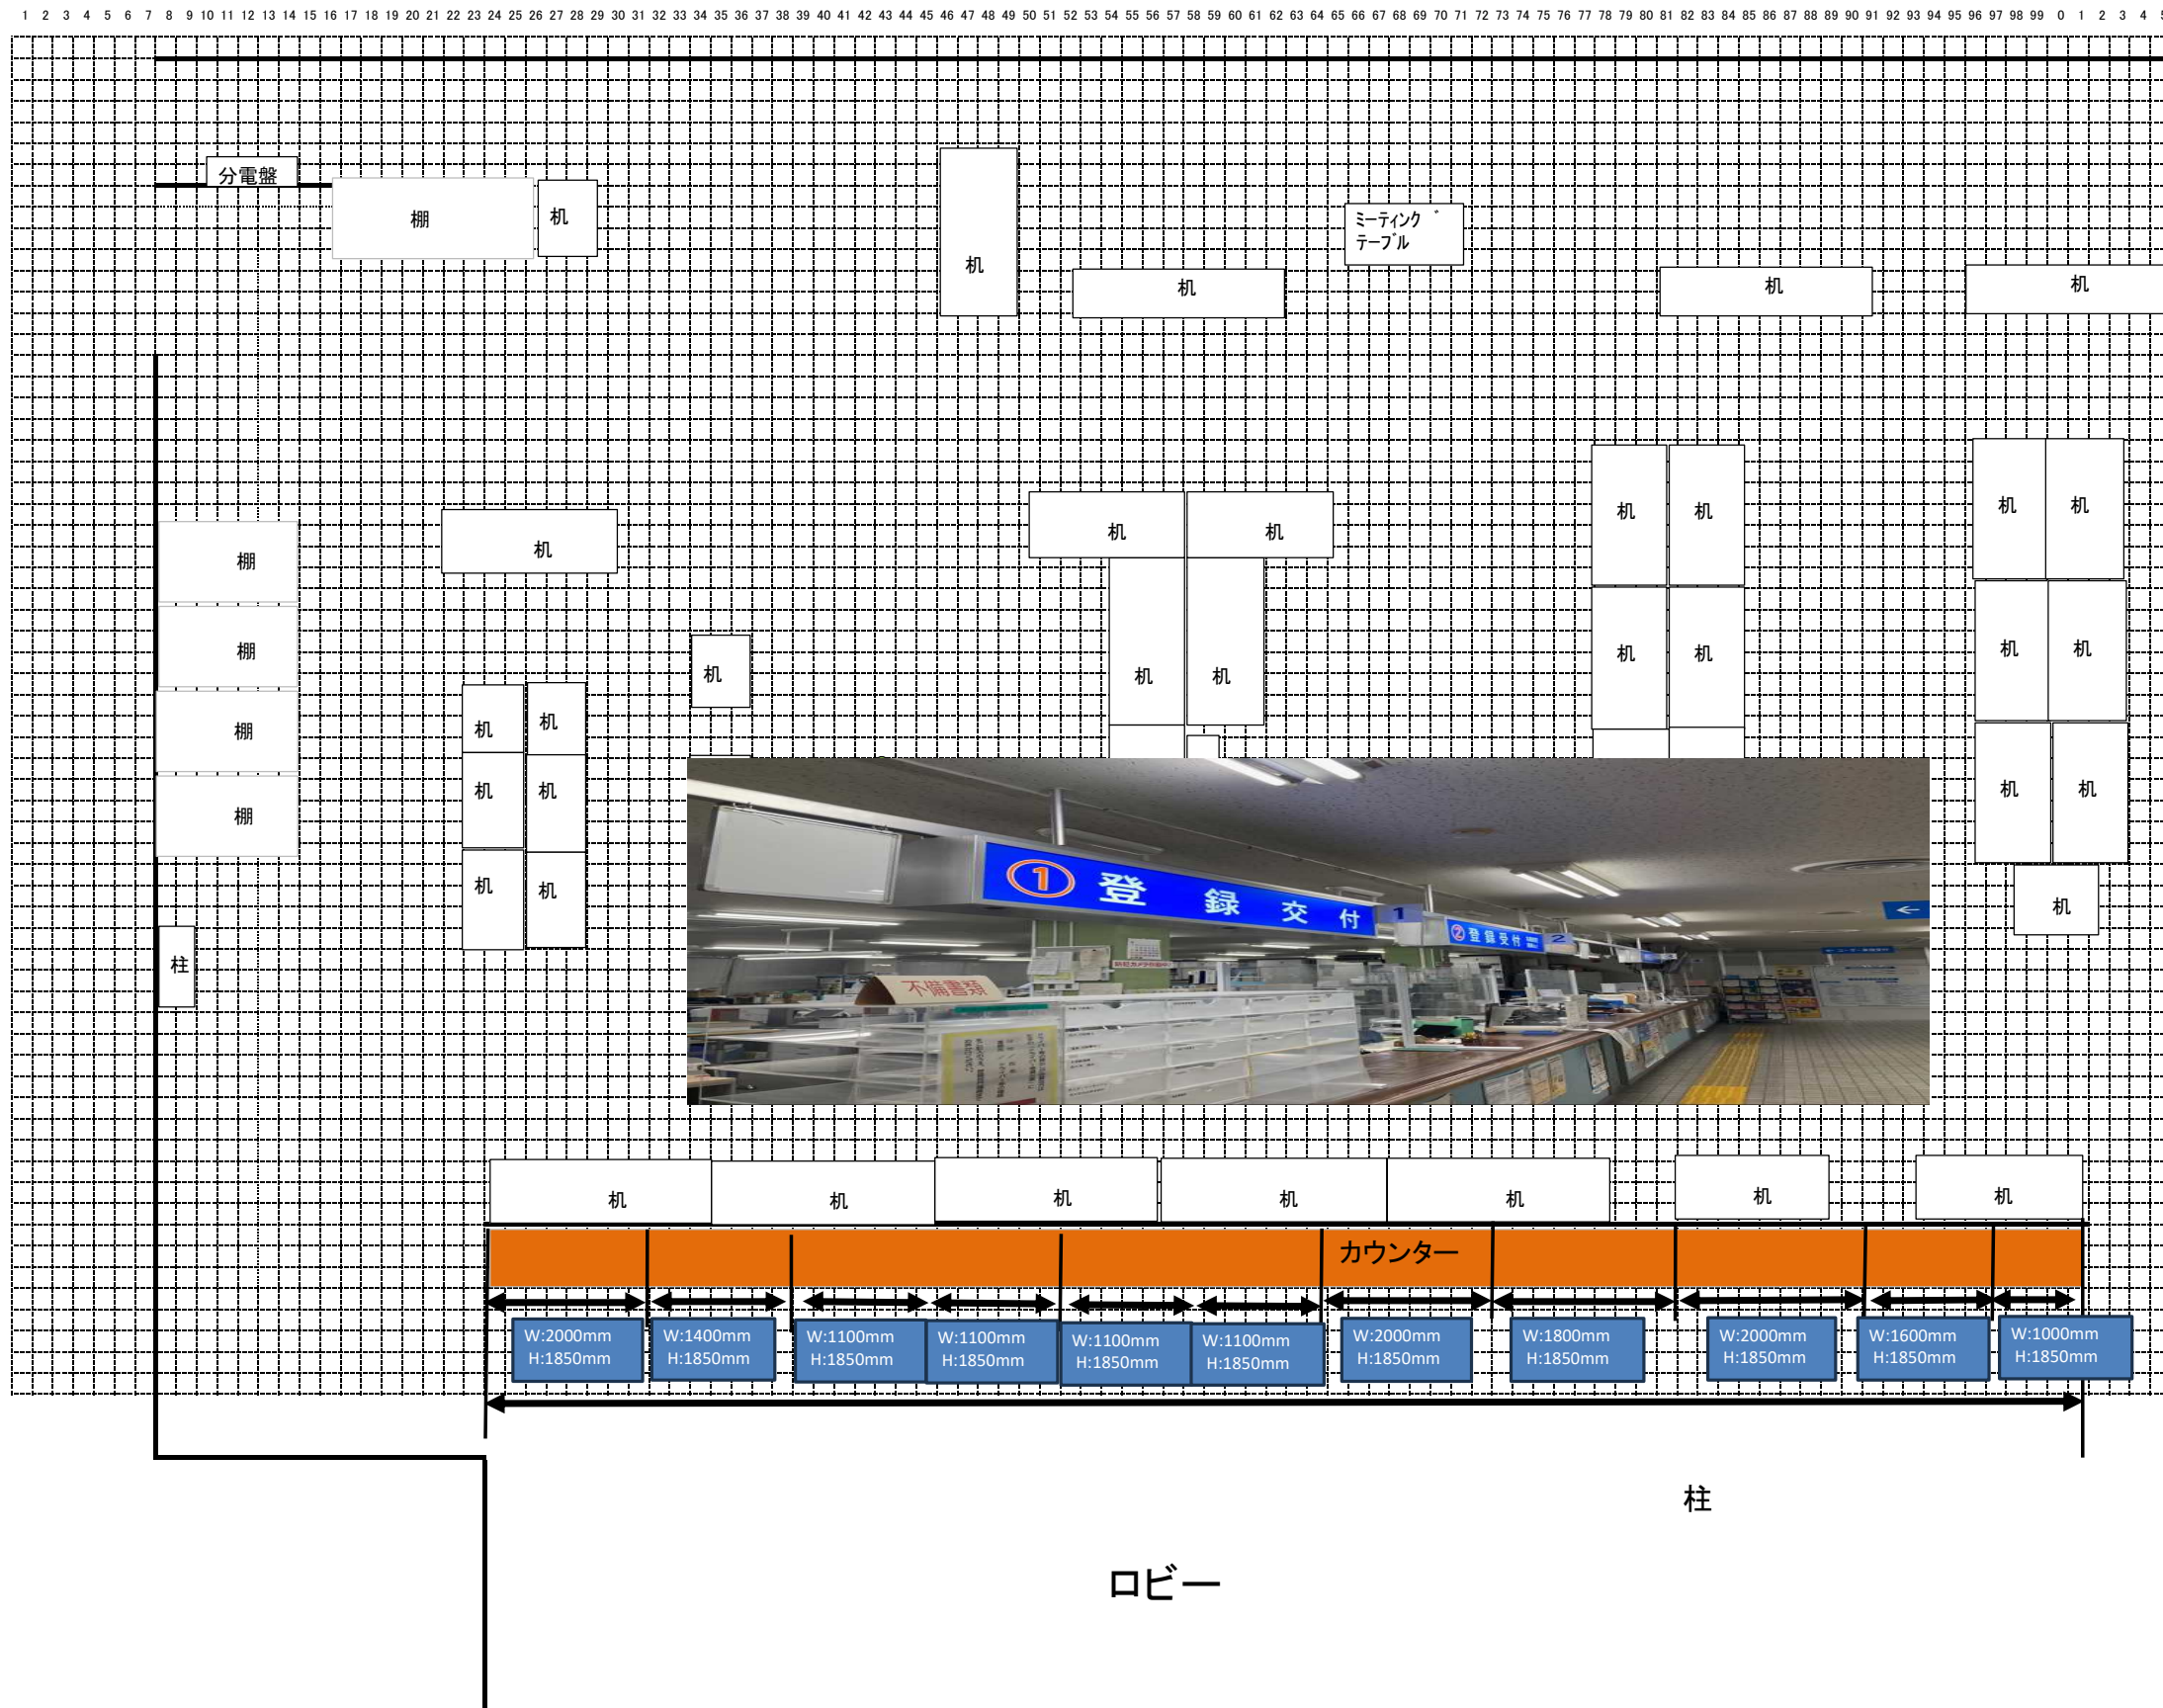 1 2 3 4 5 6 7 8 9 10 11 12 13 14 15 16 17 18 19 20 21 22 23 24 25 26 27 28 29 30 31 32 33 34 35 36 37 38 39 40 41 42 43 44 45 46 47 48 49 50 51 52 53 54 55 56 57 58 59 60 61 62 63 64 65 66 67 68 69 70 71 72 73 74 75 76 77 78 79 80 81 82 83 84 85 86 87 88 89 90 91 92 93 94 95 96 97 98 99 0 1 2 3 4 5
分電盤
棚
机
机
机
ミーティング
テーブル
机
机
机
机
机
机
机
机
机
棚
机
机
机
机
机
机
机
棚
机
机
机
棚
机
机
机
机
机
机
棚
机
机
机
柱
①登録交付
1
②登録受付
2
←
不備書類
机
机
机
机
机
机
机
カウンター
W:2000mm
H:1850mm
W:1400mm
H:1850mm
W:1100mm
H:1850mm
W:1100mm
H:1850mm
W:1100mm
H:1850mm
W:1100mm
H:1850mm
W:2000mm
H:1850mm
W:1800mm
H:1850mm
W:2000mm
H:1850mm
W:1600mm
H:1850mm
W:1000mm
H:1850mm
柱
ロビー